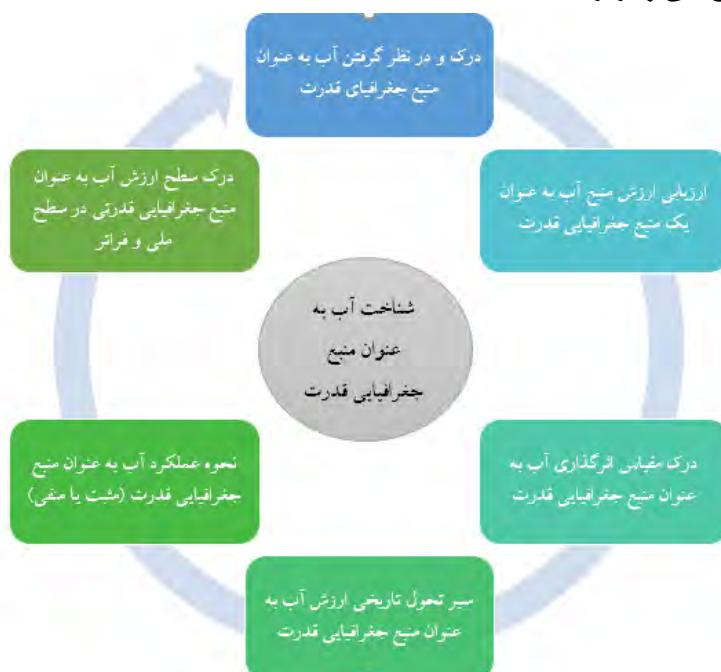 درک و در نظر گرفتن آب به عنوان
منبع جغرافیای قدرت
ارزیابی ارزش منبع آب به عنوان
یک منبع جغرافیایی قدرت
درک مقیاس اثرگذاری آب به
عنوان منبع جغرافیایی قدرت
سیر تحول تاریخی ارزش آب به
عنوان منبع جغرافیایی قدرت
نحوه عملکرد آب به عنوان منبع
جغرافیایی قدرت (مثبت یا منفی)
درک سطح ارزش آب به عنوان
منبع جغرافیایی قدرتی در سطح
ملی و فراتر
شناخت آب به
عنوان منبع
جغرافیایی قدرت